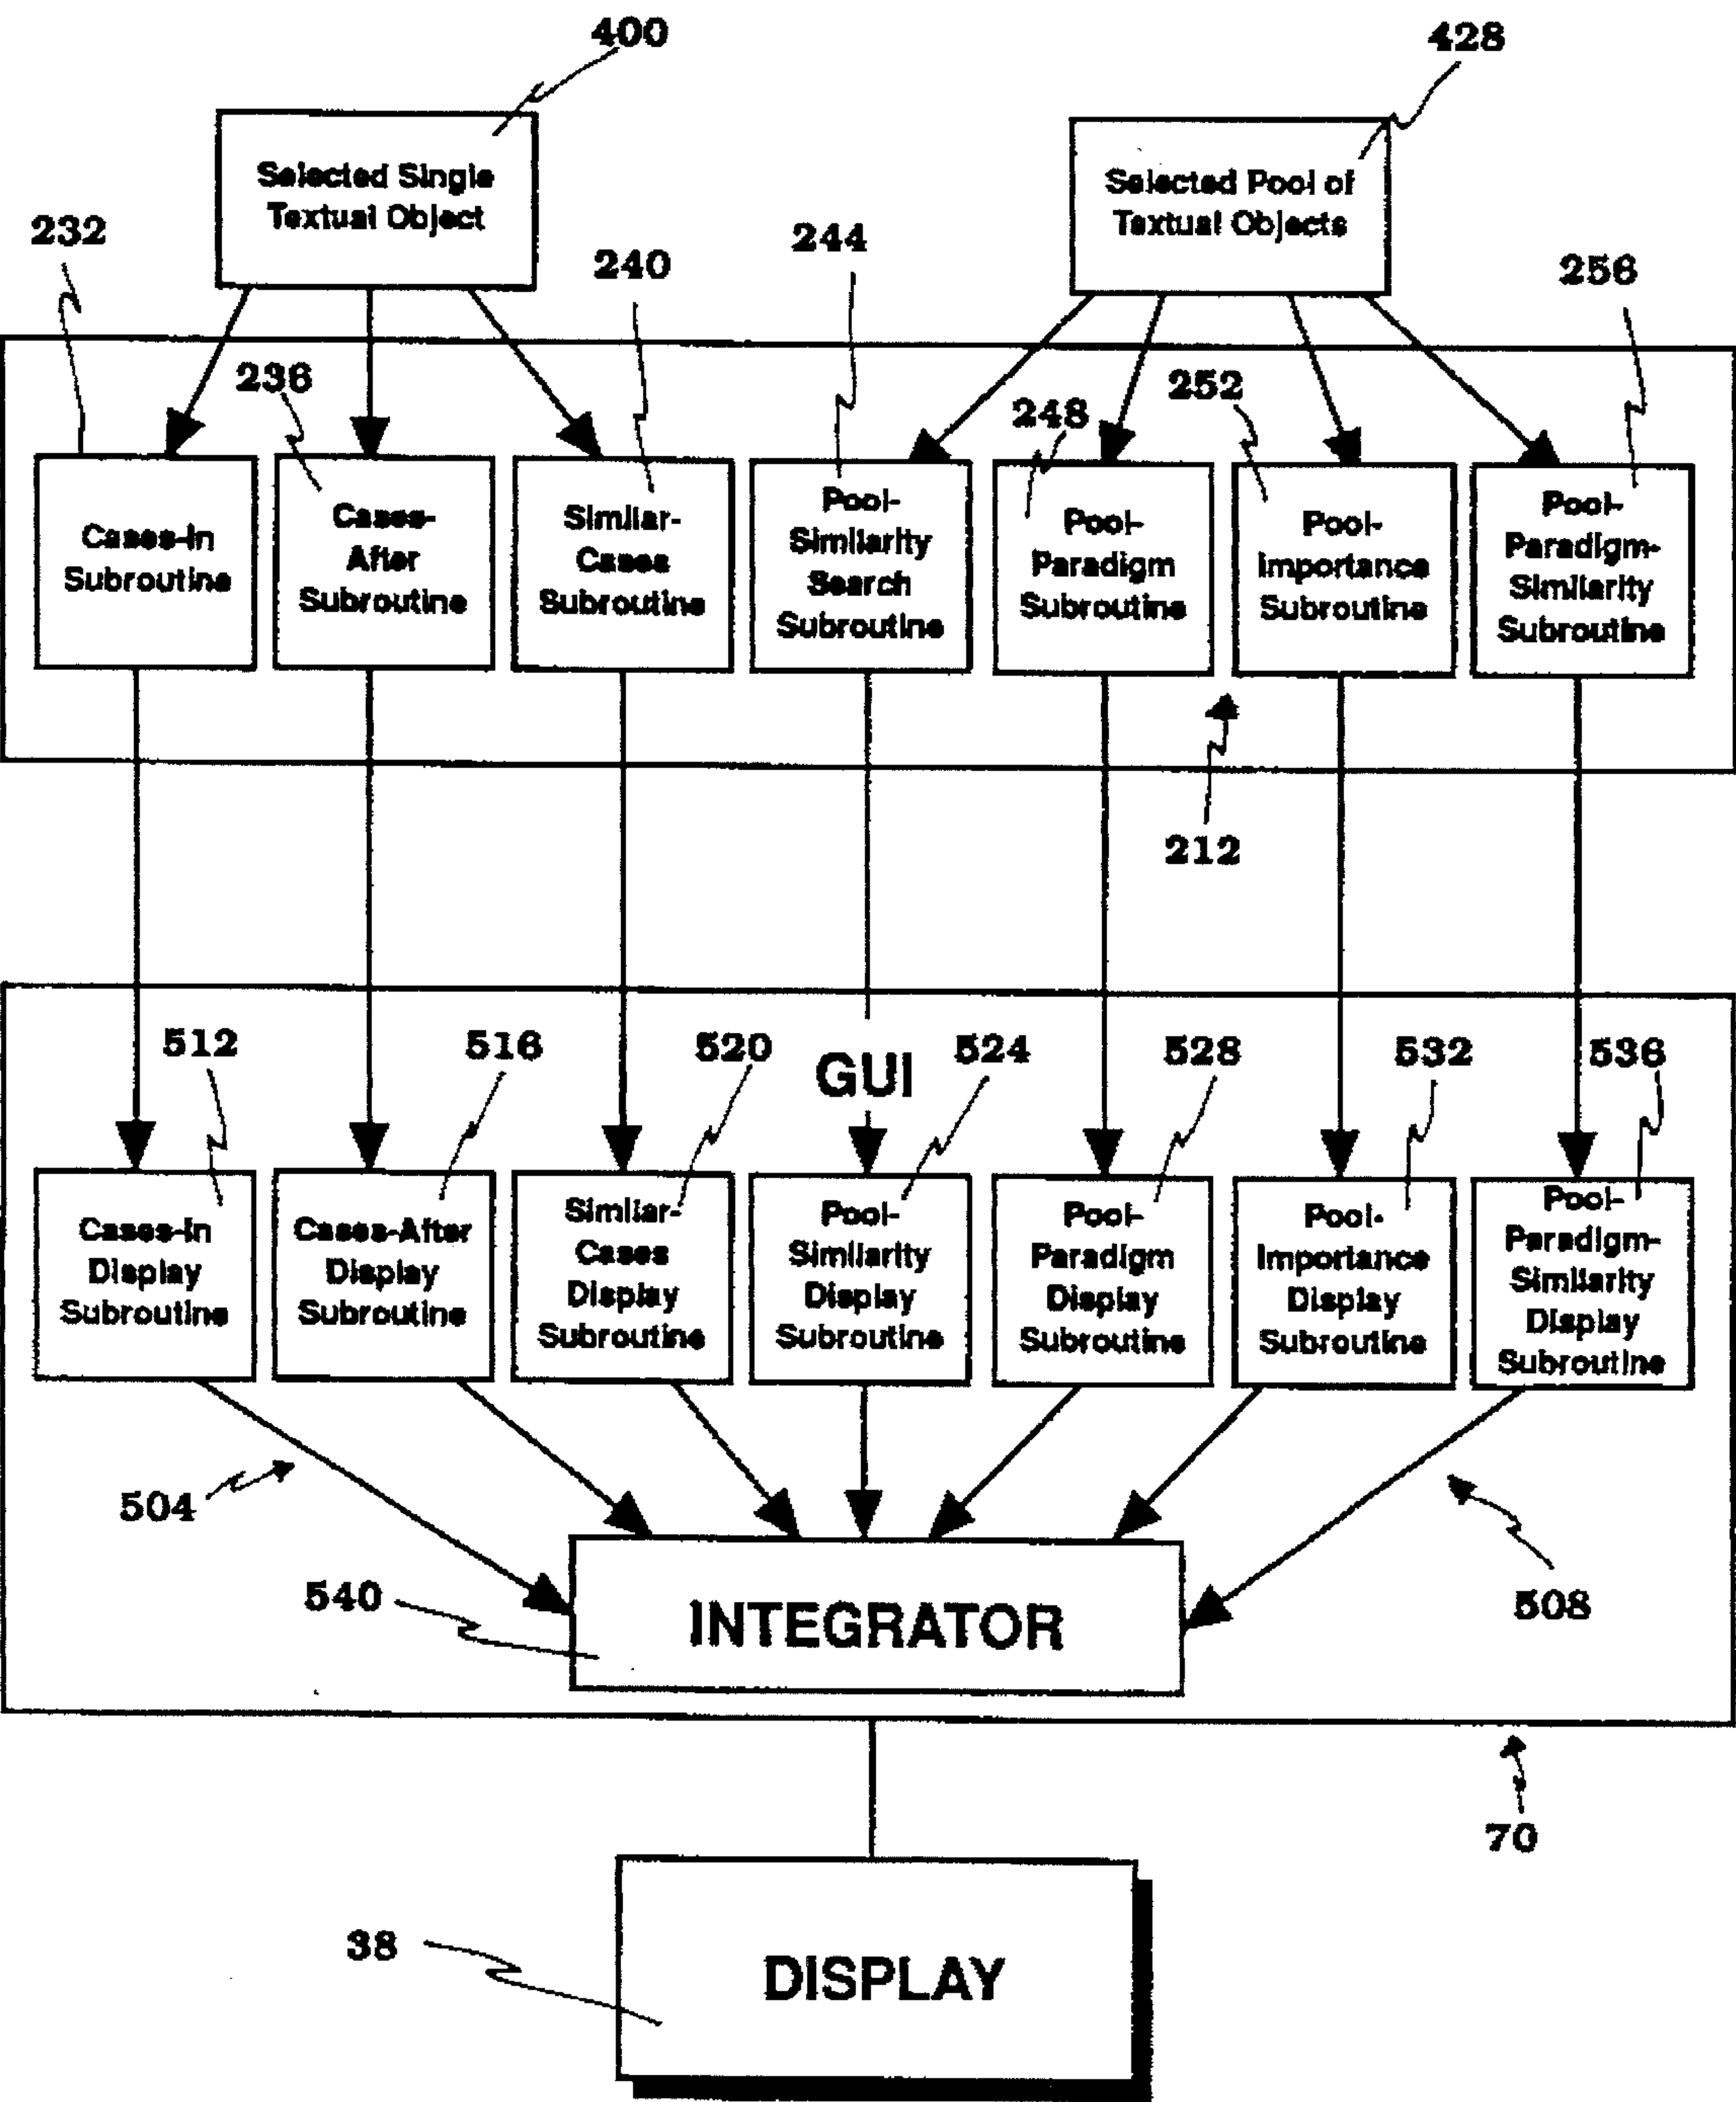 400
428
Selected Single
Textual Object
Selected Pool of
Textual Objects
232
240
244
256
236
248
252
Cases-In
Subroutine
Cases-
After
Subroutine
Similar-
Cases
Subroutine
Pool-
Similarity
Search
Subroutine
Pool-
Paradigm
Subroutine
Pool-
Importance
Subroutine
Pool-
Paradigm-
Similarity
Subroutine
212
GUI
512
516
520
524
528
532
536
Cases-In
Display
Subroutine
Cases-After
Display
Subroutine
Similar-
Cases
Display
Subroutine
Pool-
Similarity
Display
Subroutine
Pool-
Paradigm
Display
Subroutine
Pool-
Importance
Display
Subroutine
Pool-
Paradigm-
Similarity
Display
Subroutine
504
508
540
INTEGRATOR
70
38
DISPLAY